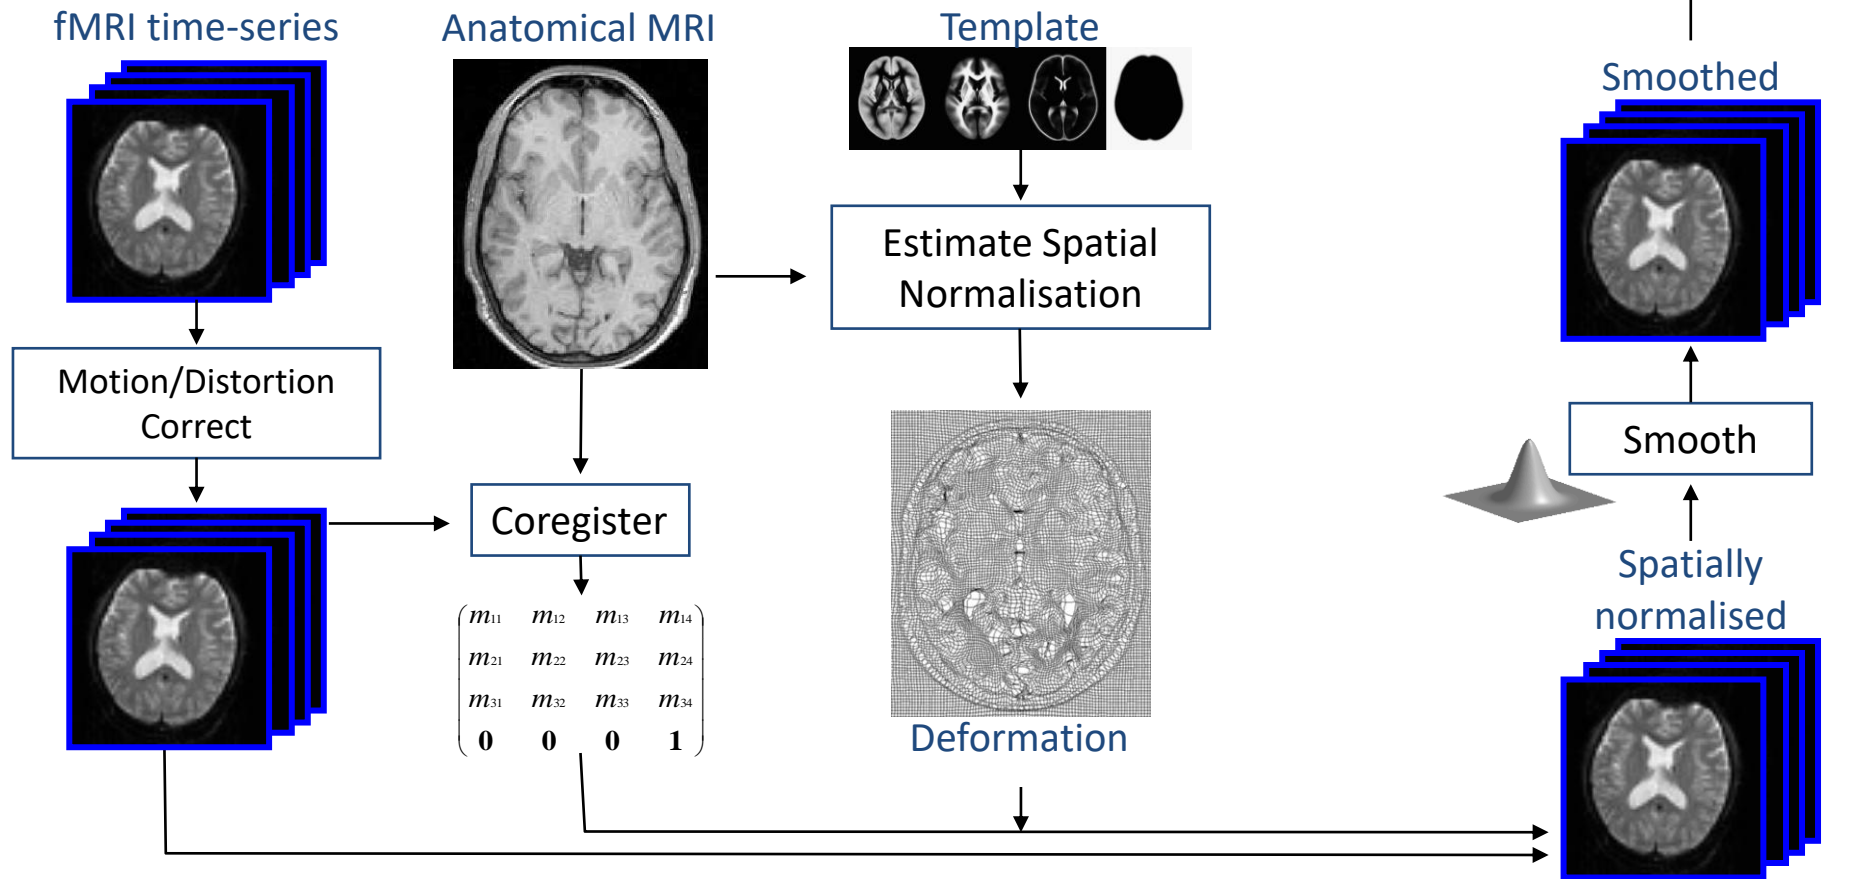 fMRI time-series
Anatomical MRI
Template
Smoothed
Estimate Spatial
Normalisation
Motion/Distortion
Correct
Smooth
Coregister
Spatially
normalised
m11 m12 m13 m14
m21 m22 m23 m24
m31 m32 m33 m34
0 0 0 1
Deformation